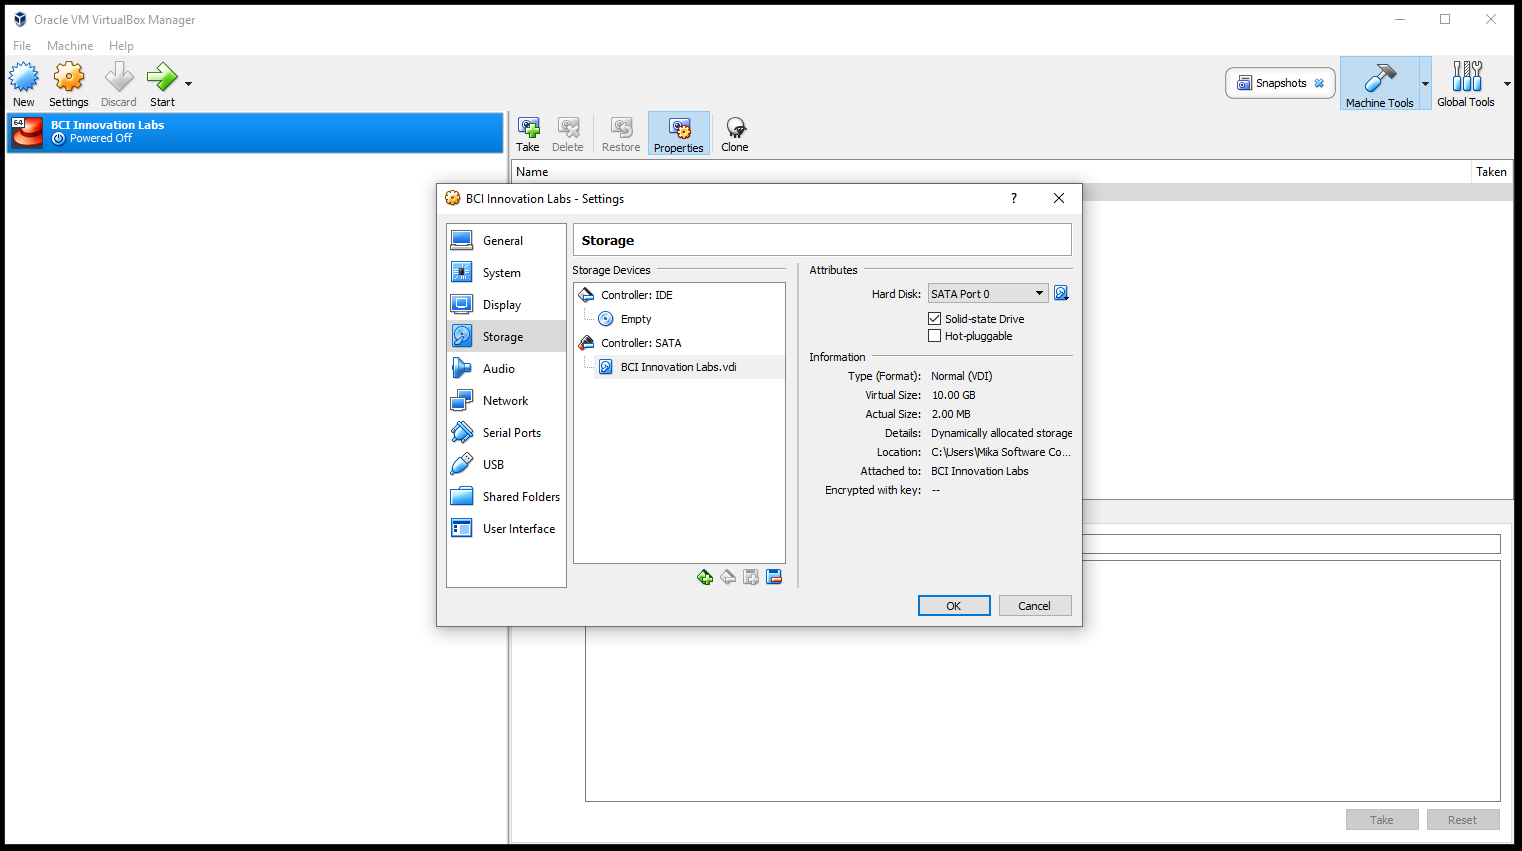 Oracle VM VirtualBox Manager
File Machine Help
New Settings Discard Start
Snapshots
Machine Tools
Global Tools
64
BCI Innovation Labs
Powered Off
Take Delete Restore Properties Clone
Name Taken
BCI Innovation Labs - Settings
?
General
System
Display
Storage
Audio
Network
Serial Ports
USB
Shared Folders
User Interface
Storage
Storage Devices
Controller: IDE
Empty
Controller: SATA
BCI Innovation Labs.vdi
Attributes
Hard Disk: SATA Port 0
Solid-state Drive
Hot-pluggable
Information
Type (Format): Normal (VDI)
Virtual Size: 10.00 GB
Actual Size: 2.00 MB
Details: Dynamically allocated storage
Location: C:\Users\Mika Software Co...
Attached to: BCI Innovation Labs
Encrypted with key: --
OK Cancel
Take Reset